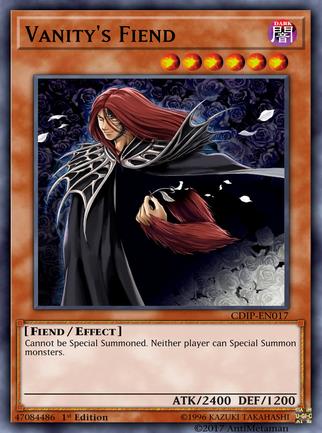 Vanity's Fiend
DARK
闇
CDIP-EN017
[Fiend / Effect]
Cannot be Special Summoned. Neither player can Special Summon
monsters.
ATK/2400 DEF/1200
47084486 1st Edition ©1996 KAZUKI TAKAHASHI
©2017 AntiMetaman